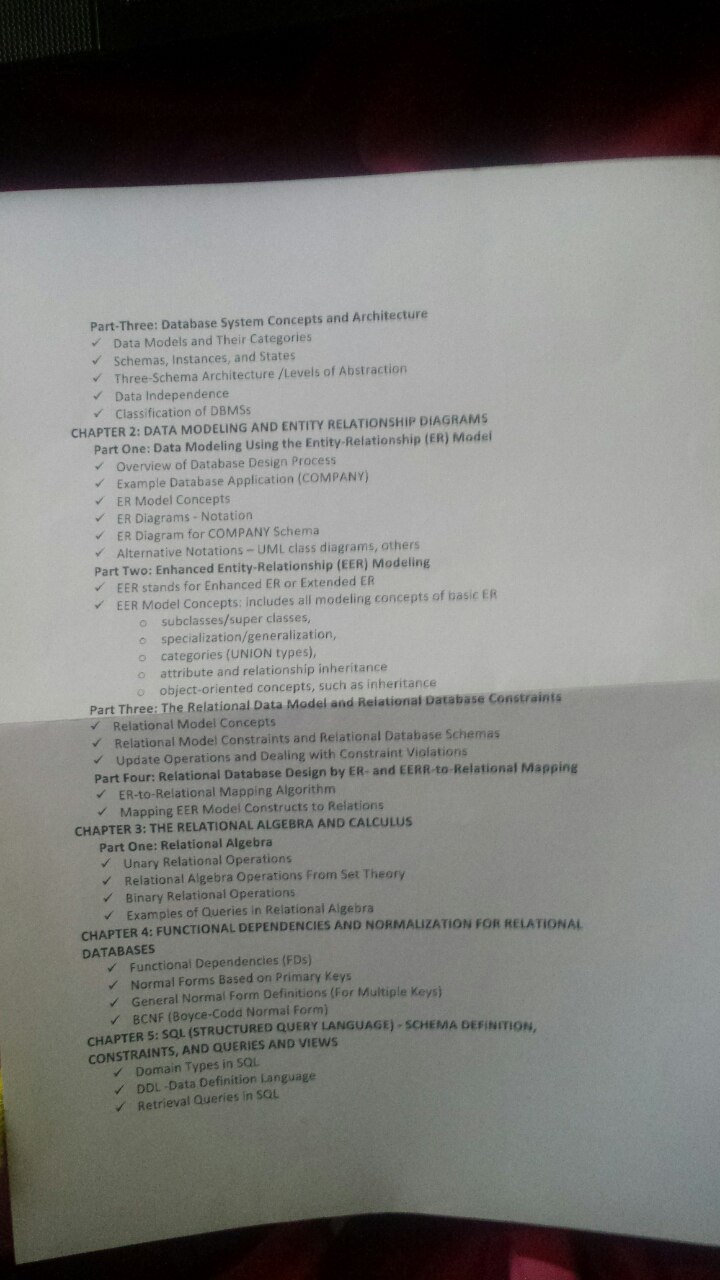 Part-Three: Database System Concepts and Architecture
✓ Data Models and Their Categories
✓ Schemas, Instances, and States
✓ Three-Schema Architecture /Levels of Abstraction
✓ Data Independence
✓ Classification of DBMSs
CHAPTER 2: DATA MODELING AND ENTITY RELATIONSHIP DIAGRAMS
Part One: Data Modeling Using the Entity-Relationship (ER) Model
✓ Overview of Database Design Process
✓ Example Database Application (COMPANY)
✓ ER Model Concepts
✓ ER Diagrams - Notation
✓ ER Diagram for COMPANY Schema
✓ Alternative Notations – UML class diagrams, others
Part Two: Enhanced Entity-Relationship (EER) Modeling
✓ EER stands for Enhanced ER or Extended ER
✓ EER Model Concepts: includes all modeling concepts of basic ER
o subclasses/super classes,
o specialization/generalization,
o categories (UNION types),
o attribute and relationship inheritance
o object-oriented concepts, such as inheritance
Part Three: The Relational Data Model and Relational Database Constraints
✓ Relational Model Concepts
✓ Relational Model Constraints and Relational Database Schemas
✓ Update Operations and Dealing with Constraint Violations
Part Four: Relational Database Design by ER- and EERR-to-Relational Mapping
✓ ER-to-Relational Mapping Algorithm
✓ Mapping EER Model Constructs to Relations
CHAPTER 3: THE RELATIONAL ALGEBRA AND CALCULUS
Part One: Relational Algebra
✓ Unary Relational Operations
✓ Relational Algebra Operations From Set Theory
✓ Binary Relational Operations
✓ Examples of Queries in Relational Algebra
CHAPTER 4: FUNCTIONAL DEPENDENCIES AND NORMALIZATION FOR RELATIONAL
DATABASES
✓ Functional Dependencies (FDs)
✓ Normal Forms Based on Primary Keys
✓ General Normal Form Definitions (For Multiple Keys)
✓ BCNF (Boyce-Codd Normal Form)
CHAPTER 5: SQL (STRUCTURED QUERY LANGUAGE) - SCHEMA DEFINITION,
CONSTRAINTS, AND QUERIES AND VIEWS
✓ Domain Types in SQL
✓ DDL -Data Definition Language
✓ Retrieval Queries in SQL